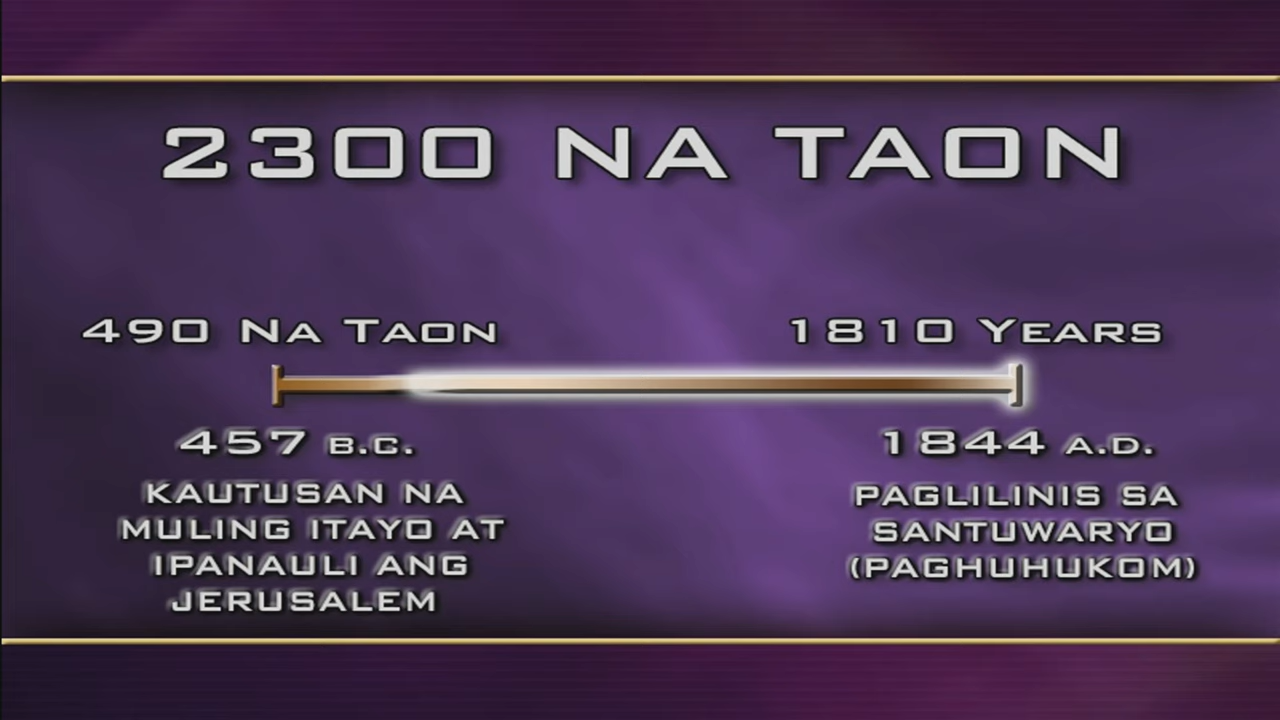 2300 NA TAON
490 NA TAON
1810 YEARS
457 B.C.
KAUTUSAN NA
MULING ITAYO AT
IPANAULI ANG
JERUSALEM
1844 A.D.
PAGLILINIS SA
SANTUWARYO
(PAGHUHUKOM)